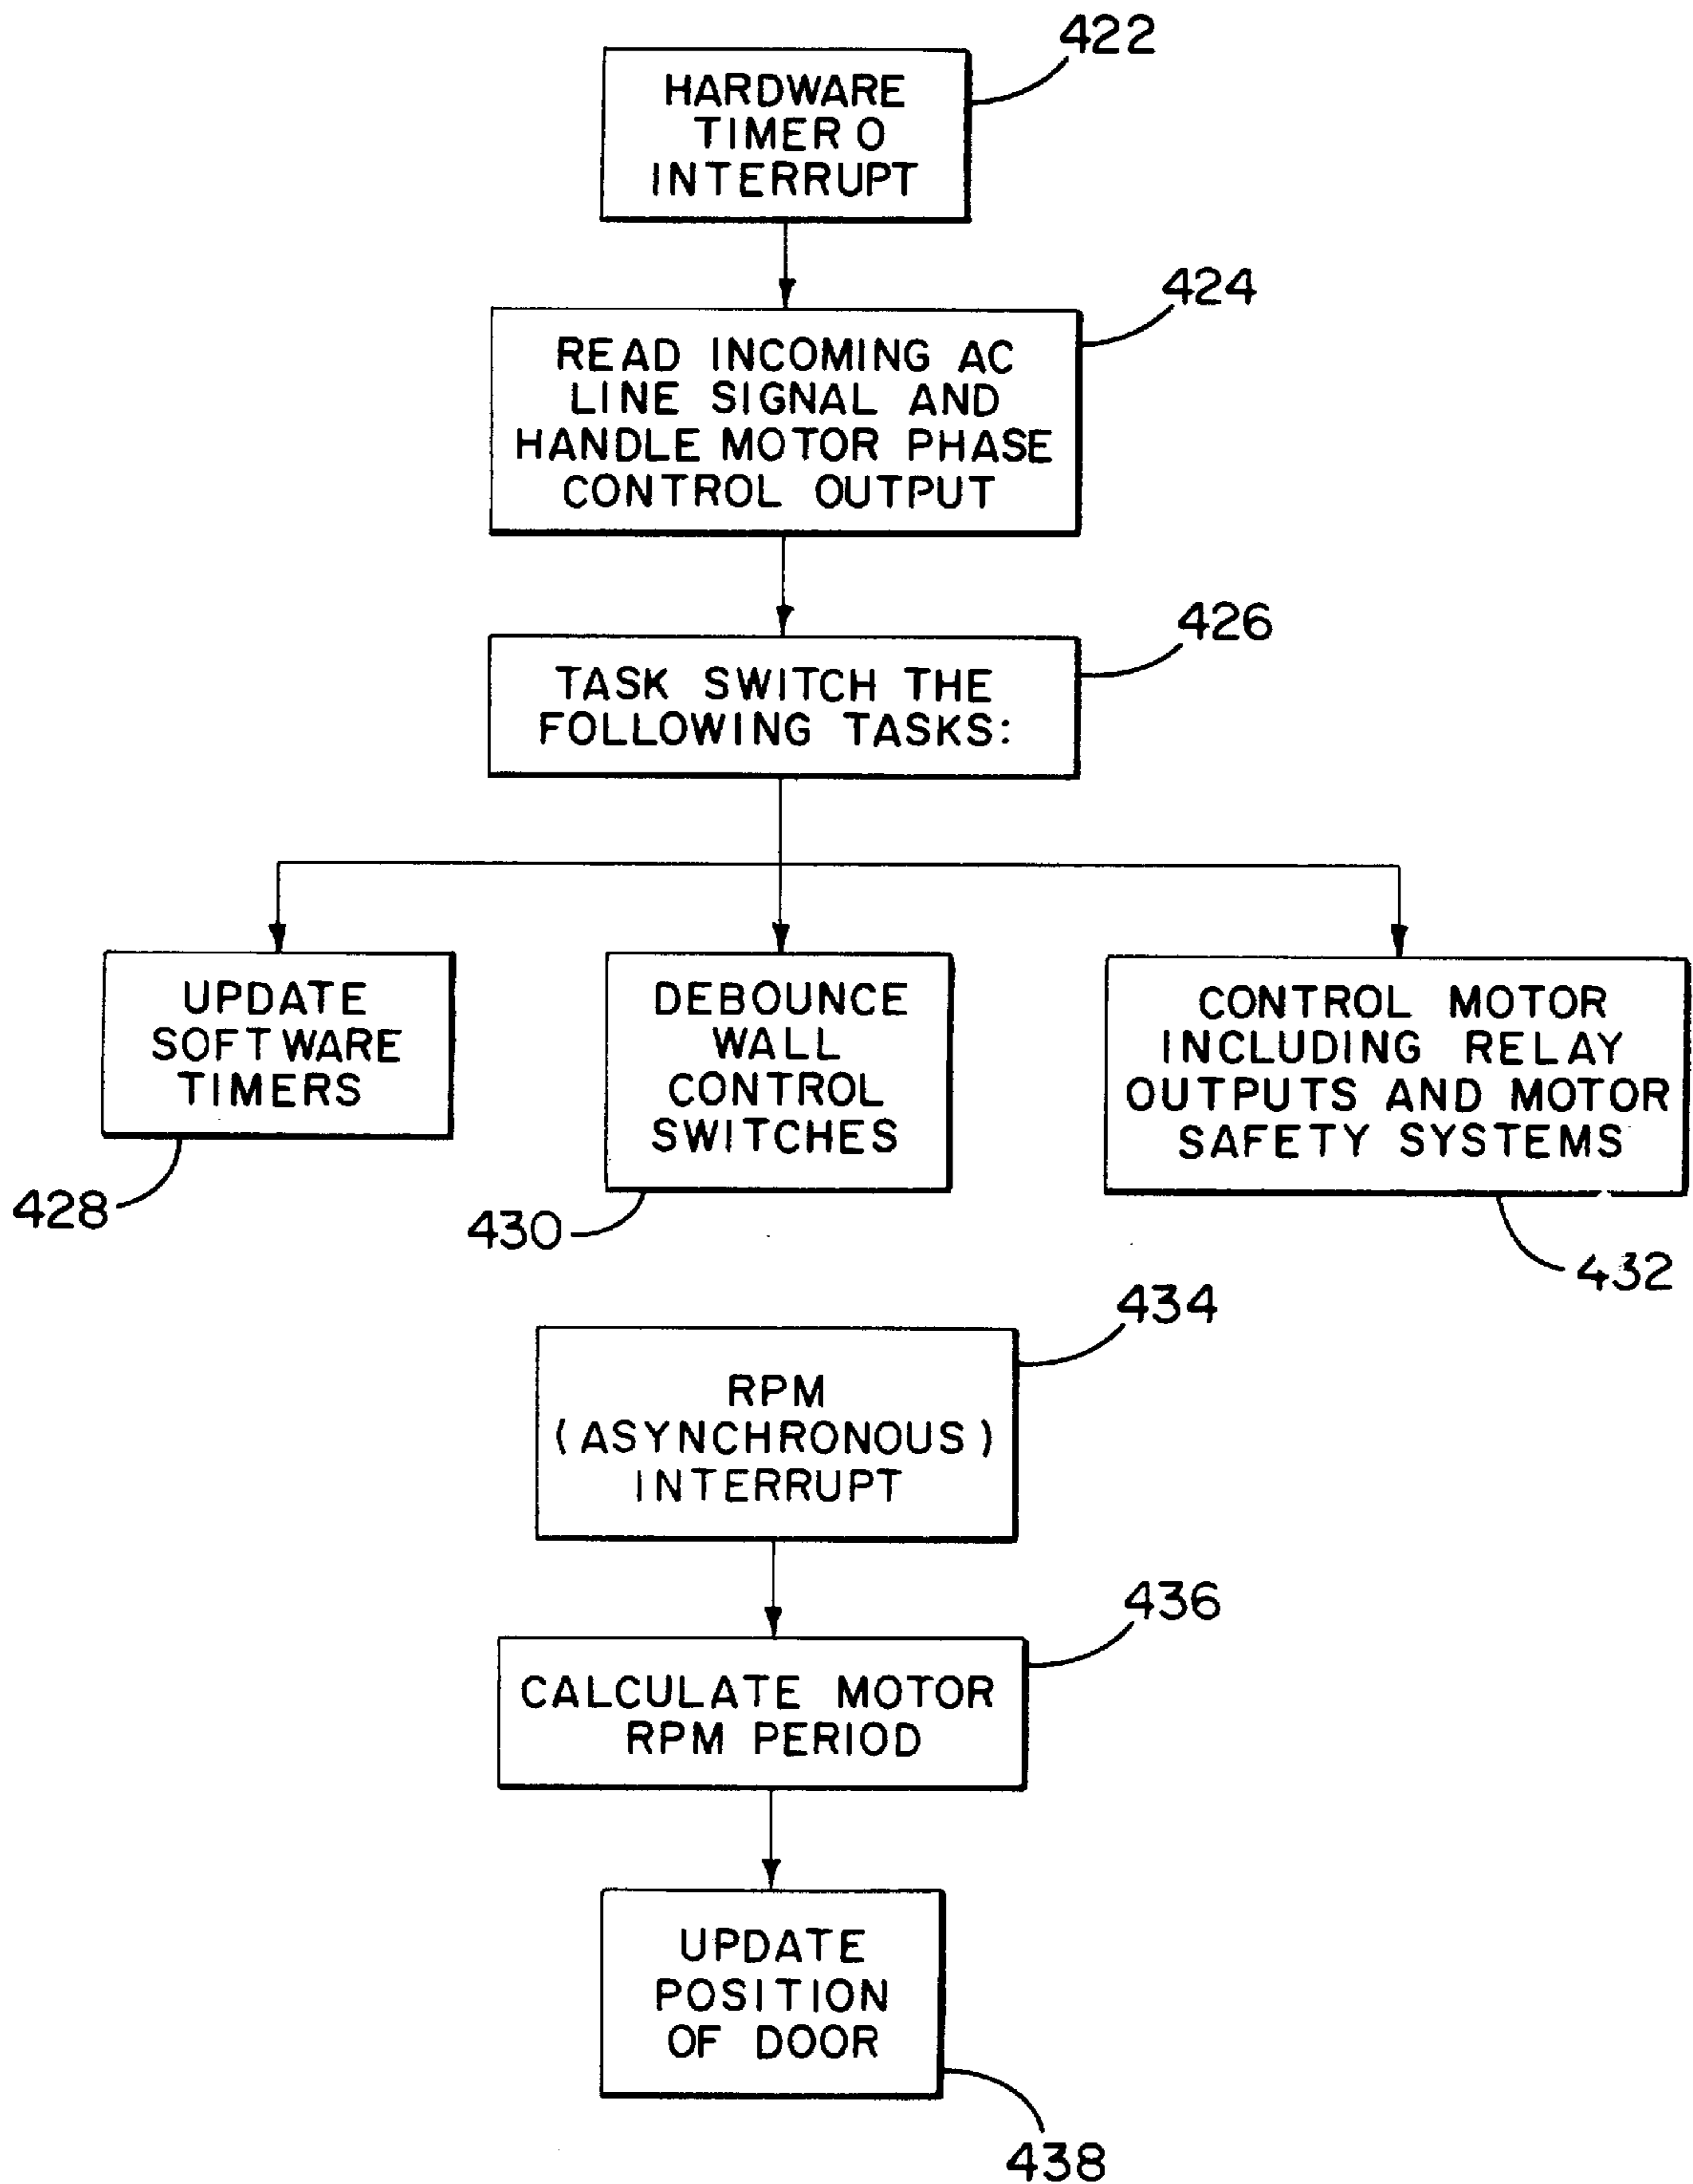 422
HARDWARE
TIMER 0
INTERRUPT
424
READ INCOMING AC
LINE SIGNAL AND
HANDLE MOTOR PHASE
CONTROL OUTPUT
426
TASK SWITCH THE
FOLLOWING TASKS:
UPDATE
SOFTWARE
TIMERS
428
DEBOUNCE
WALL
CONTROL
SWITCHES
430
CONTROL MOTOR
INCLUDING RELAY
OUTPUTS AND MOTOR
SAFETY SYSTEMS
432
434
RPM
(ASYNCHRONOUS)
INTERRUPT
436
CALCULATE MOTOR
RPM PERIOD
UPDATE
POSITION
OF DOOR
438